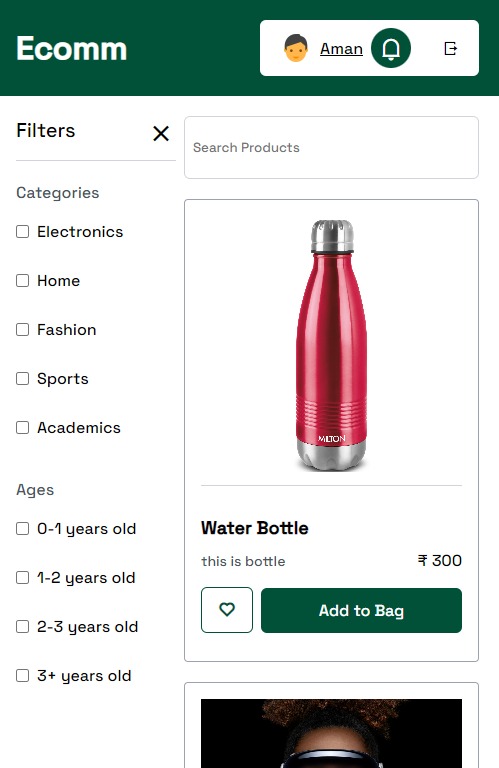 Ecomm
Aman
Filters
Categories
Electronics
Home
Fashion
Sports
Academics
Ages
0-1 years old
1-2 years old
2-3 years old
3+ years old
Search Products
MILTON
Water Bottle
this is bottle
₹ 300
Add to Bag